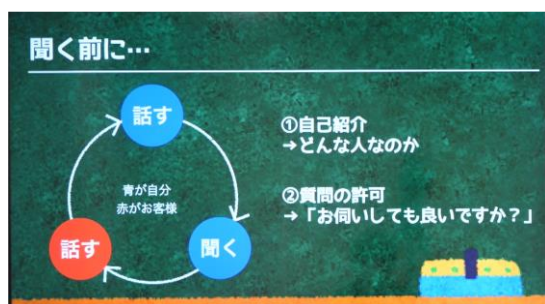 聞く前に…
話す
①自己紹介
→どんな人なのか
青が自分
赤がお客様
②質問の許可
→「お伺いしても良いですか？」
話す
聞く